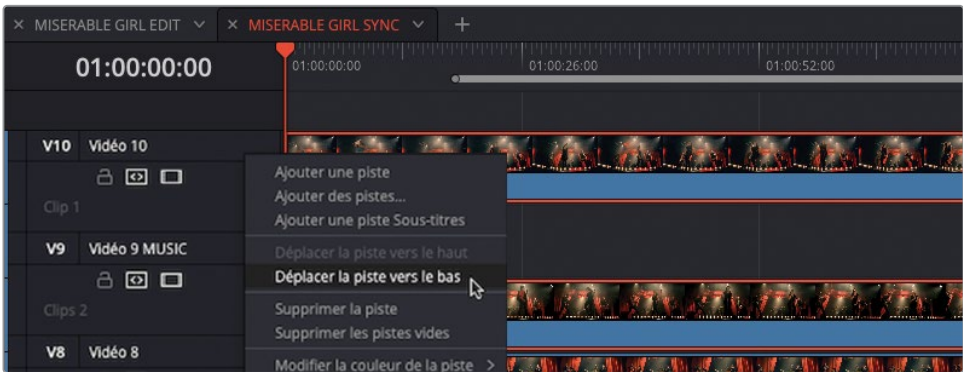 × MISERABLE GIRL EDIT × MISERABLE GIRL SYNC +
01:00:00:00 01:00:00:00 01:00:26:00 01:00:52:00
V10 Vidéo 10
Ajouter une piste
Ajouter des pistes...
Clip 1
Ajouter une piste Sous-titres
V9 Vidéo 9 MUSIC
Déplacer la piste vers le haut
Déplacer la piste vers le bas
Clips 2
Supprimer la piste
Supprimer les pistes vides
V8 Vidéo 8
Modifier la couleur de la piste >